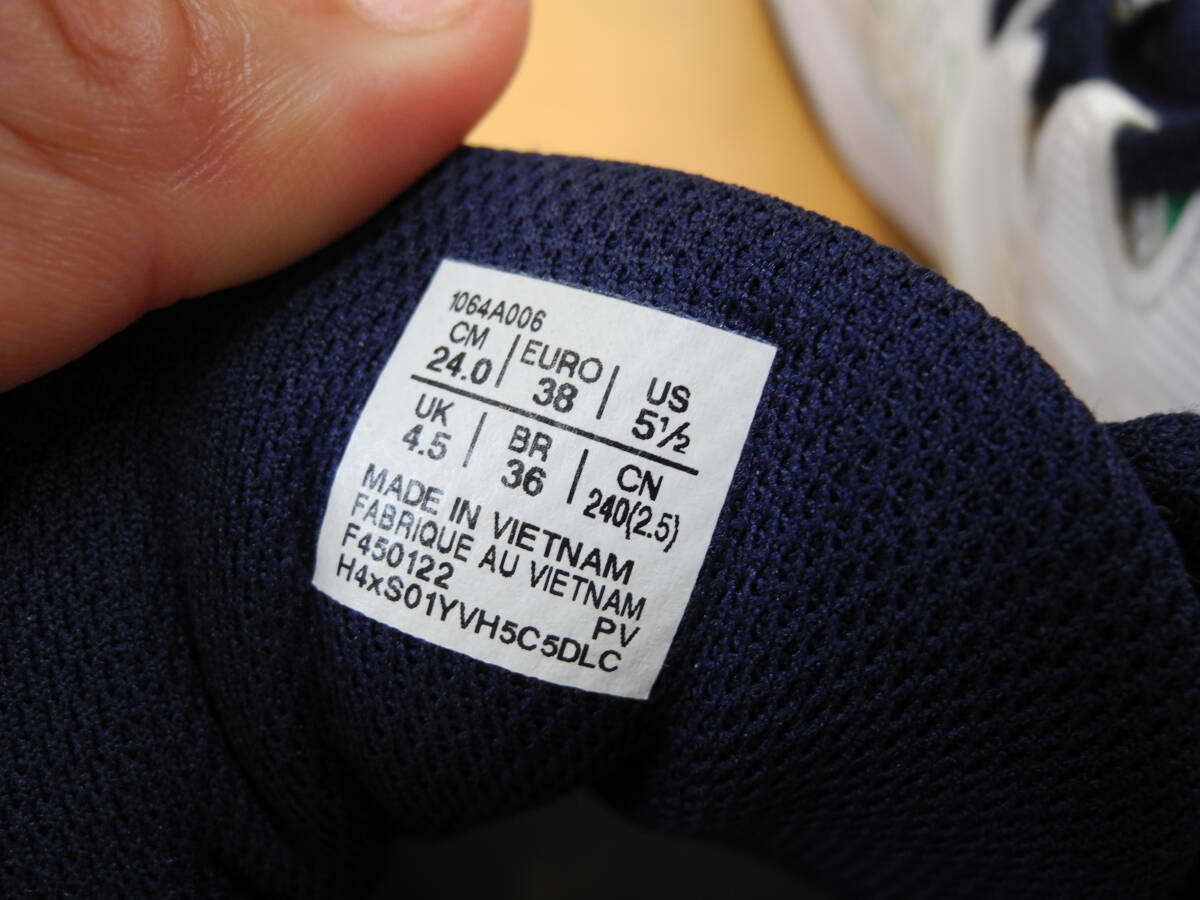 1064A006
CM 24.0 | EURO 38 | US 5½
UK 4.5 | BR 36 | CN 240(2.5)
MADE IN VIETNAM
FABRIQUE AU VIETNAM
F450122 PV
H4xS01YVH5C5DLC